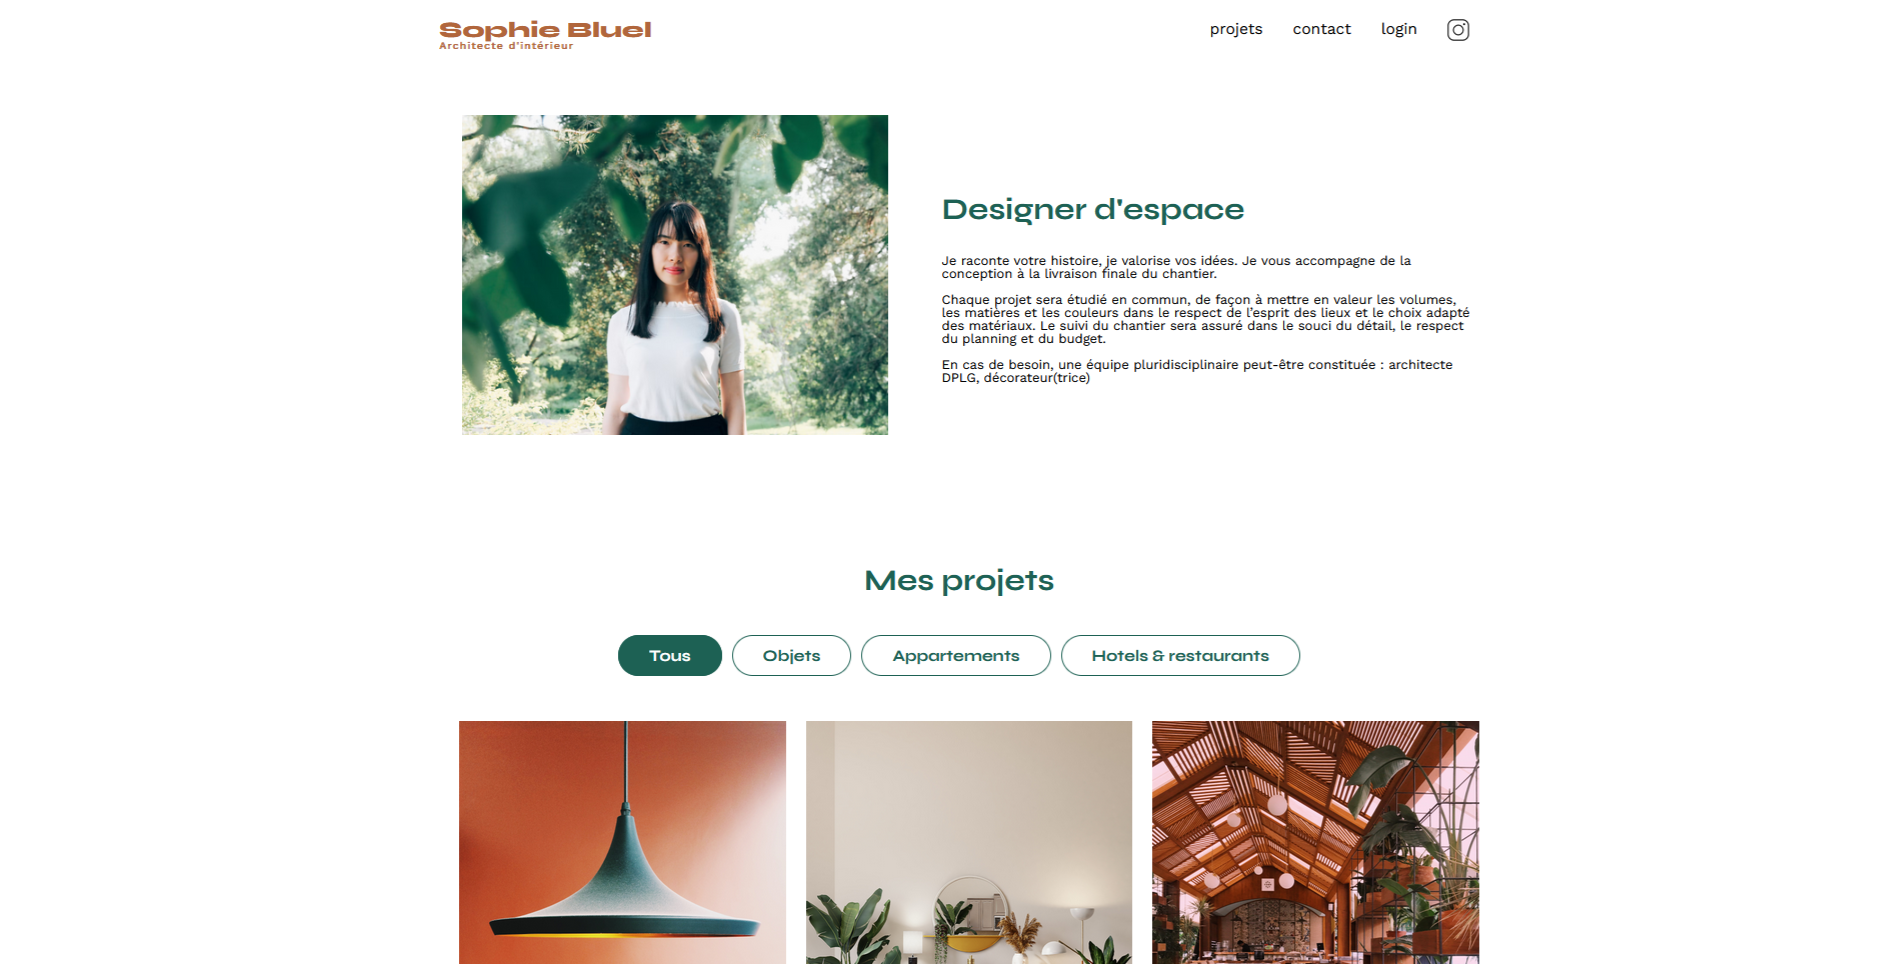 Sophie Bluel
Architecte d'intérieur
projets
contact
login
Designer d'espace
Je raconte votre histoire, je valorise vos idées. Je vous accompagne de la
conception à la livraison finale du chantier.
Chaque projet sera étudié en commun, de façon à mettre en valeur les volumes,
les matières et les couleurs dans le respect de l’esprit des lieux et le choix adapté
des matériaux. Le suivi du chantier sera assuré dans le souci du détail, le respect
du planning et du budget.
En cas de besoin, une équipe pluridisciplinaire peut-être constituée : architecte
DPLG, décorateur(trice)
Mes projets
Tous
Objets
Appartements
Hotels & restaurants